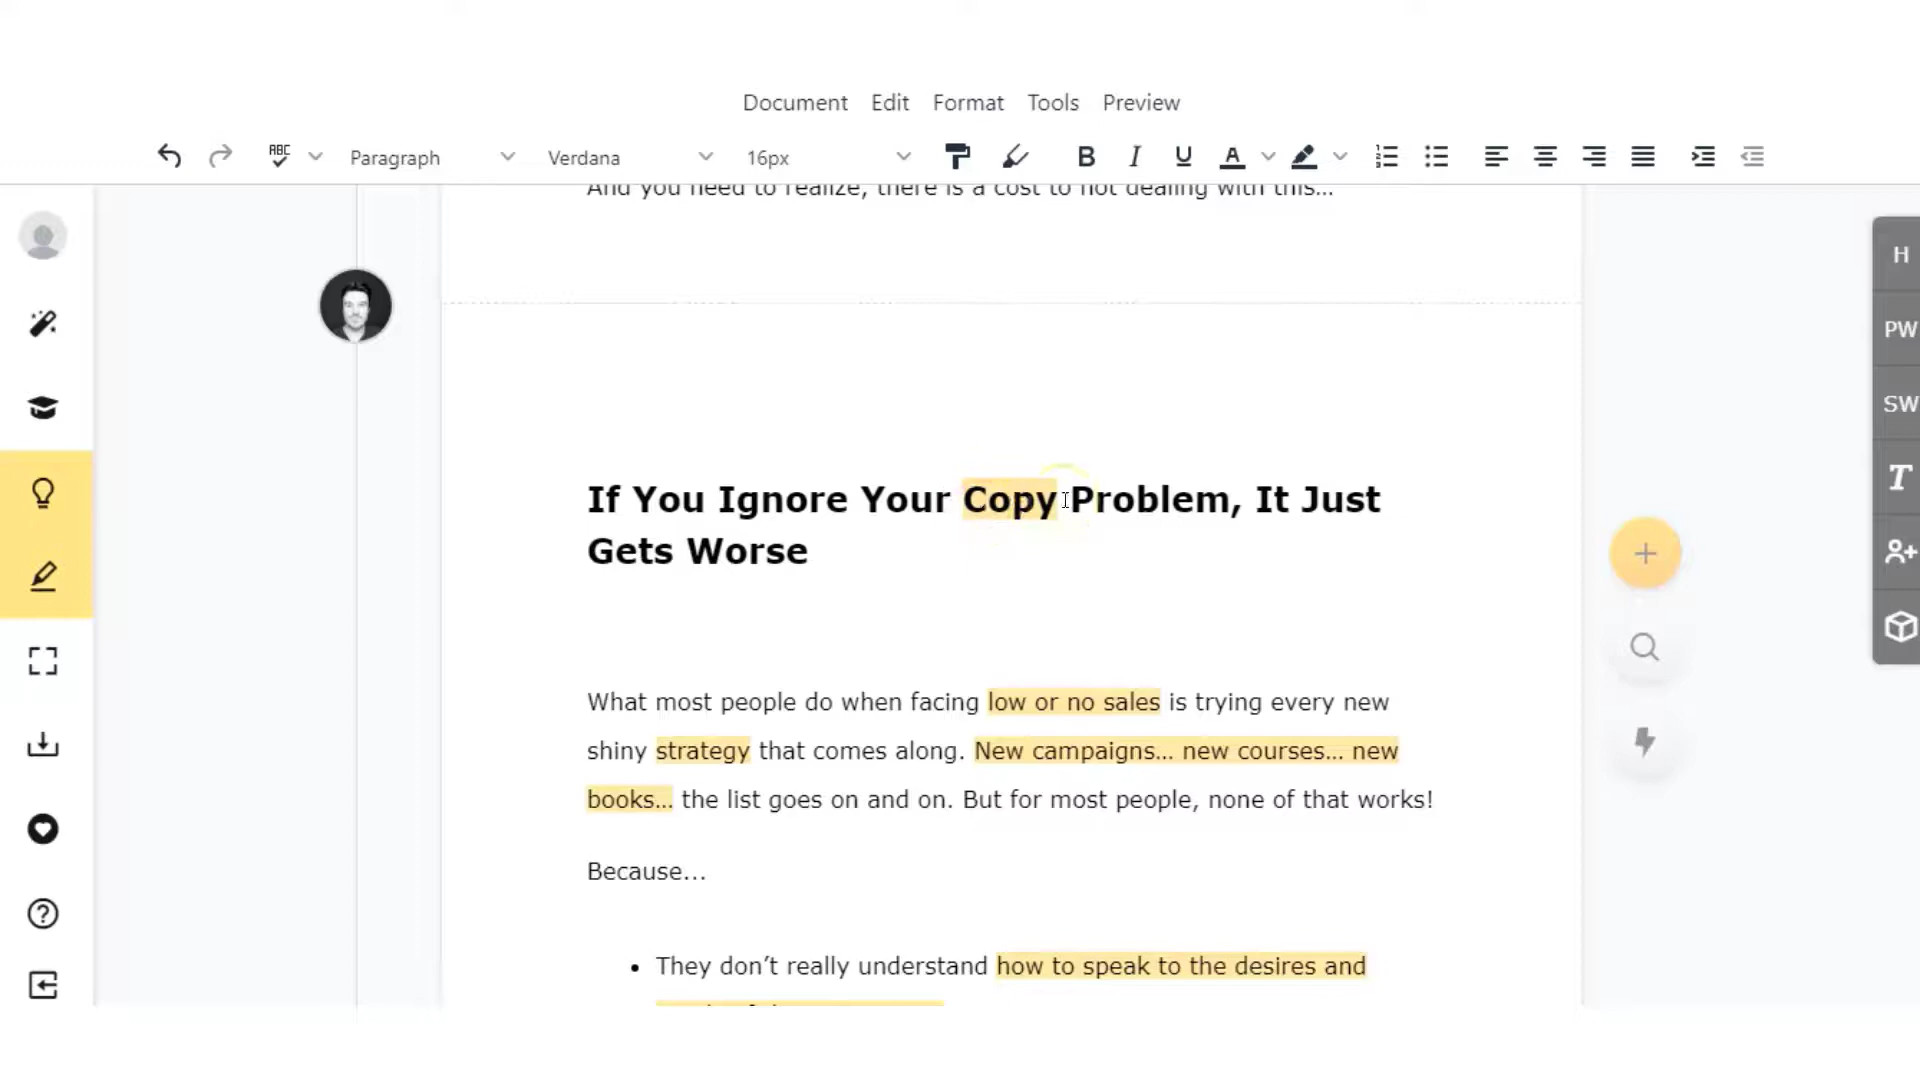 Document Edit Format Tools Preview
ABC Paragraph Verdana 16px B I U A
And you need to realize, there is a cost to not dealing with this...
H
PW
SW
T
If You Ignore Your Copy Problem, It Just
Gets Worse
What most people do when facing low or no sales is trying every new
shiny strategy that comes along. New campaigns... new courses... new
books... the list goes on and on. But for most people, none of that works!
Because...
• They don’t really understand how to speak to the desires and